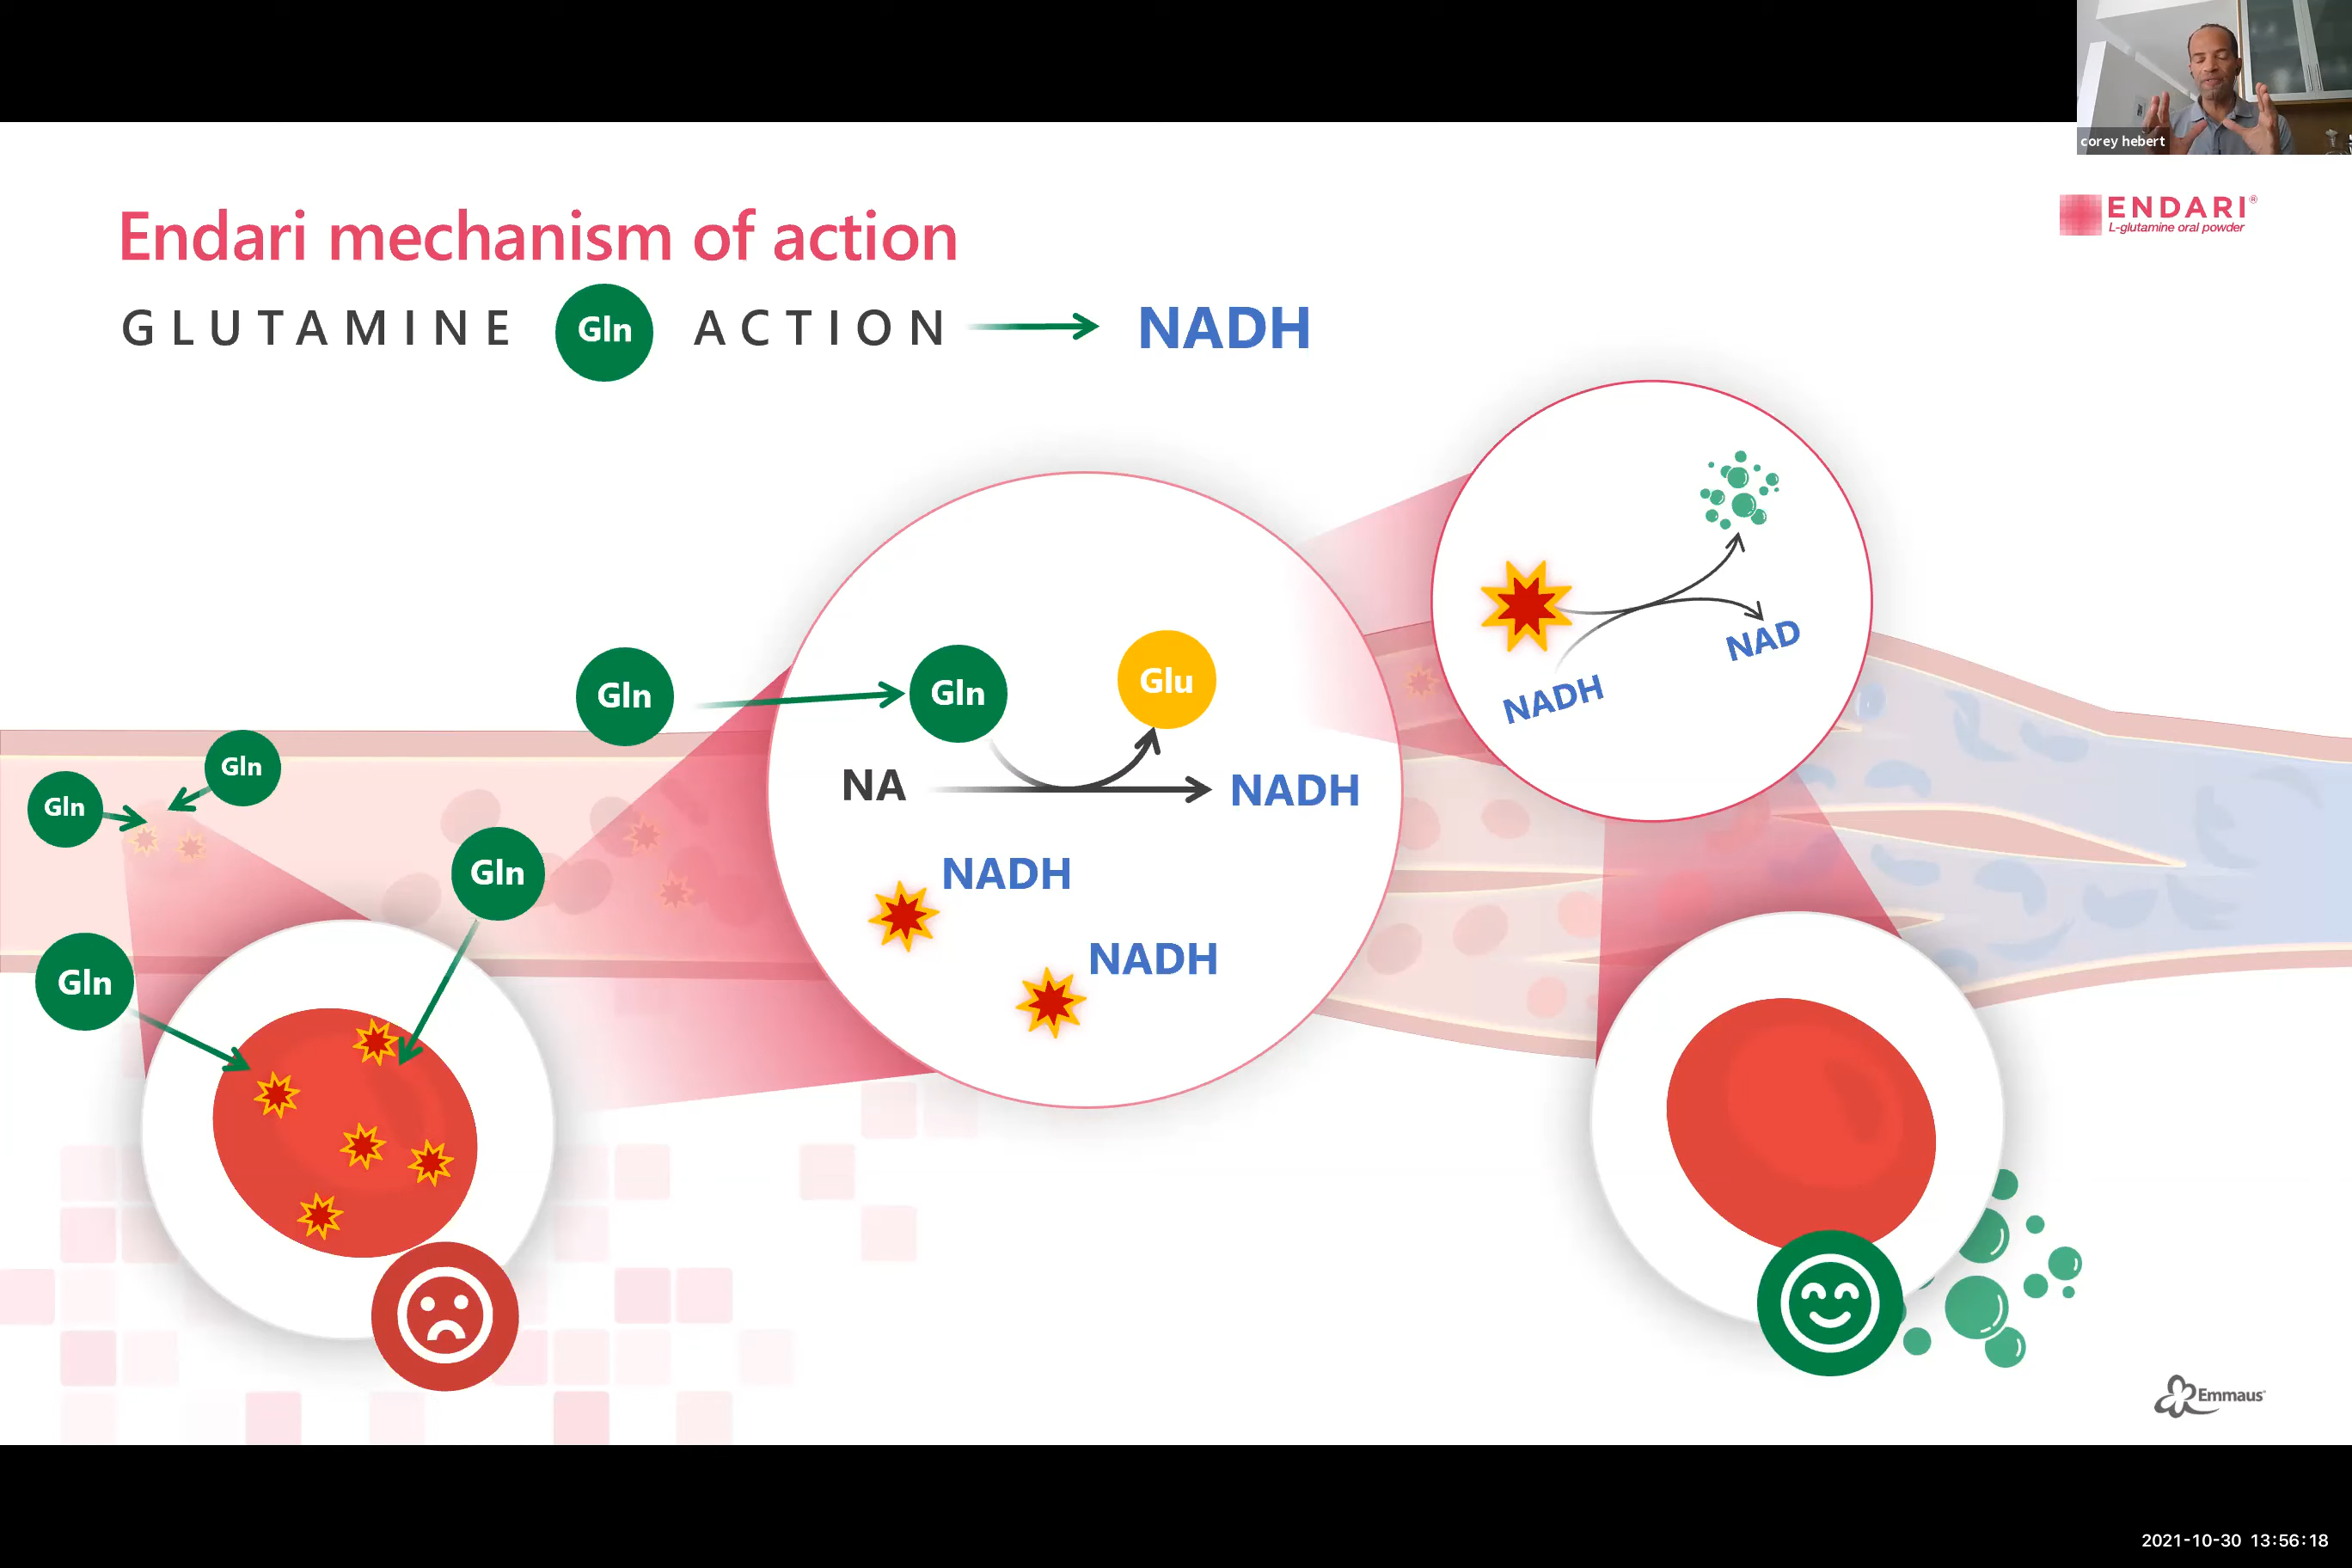 corey hebert
ENDARI®
L-glutamine oral powder
Endari mechanism of action
GLUTAMINE Gln ACTION NADH
NADH
NAD
Gln
Gln
Glu
NA
NADH
NADH
NADH
Gln
Gln
Gln
Gln
Emmaus
2021-10-30 13:56:18